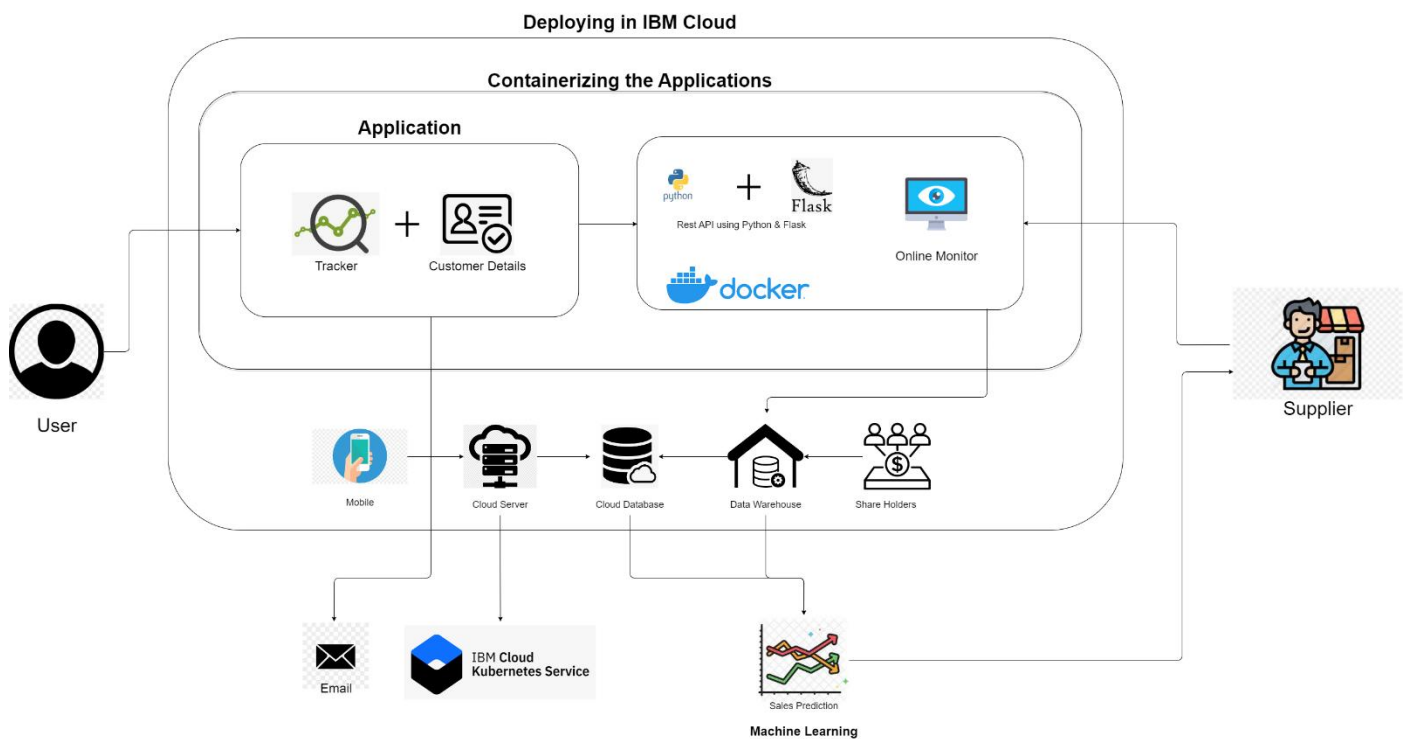 Deploying in IBM Cloud
Containerizing the Applications
Application
Tracker
+
Customer Details
python
+
Flask
Rest API using Python & Flask
Online Monitor
docker
User
Supplier
Mobile
Cloud Server
Cloud Database
Data Warehouse
$
Share Holders
Email
IBM Cloud
Kubernetes Service
Sales Prediction
Machine Learning